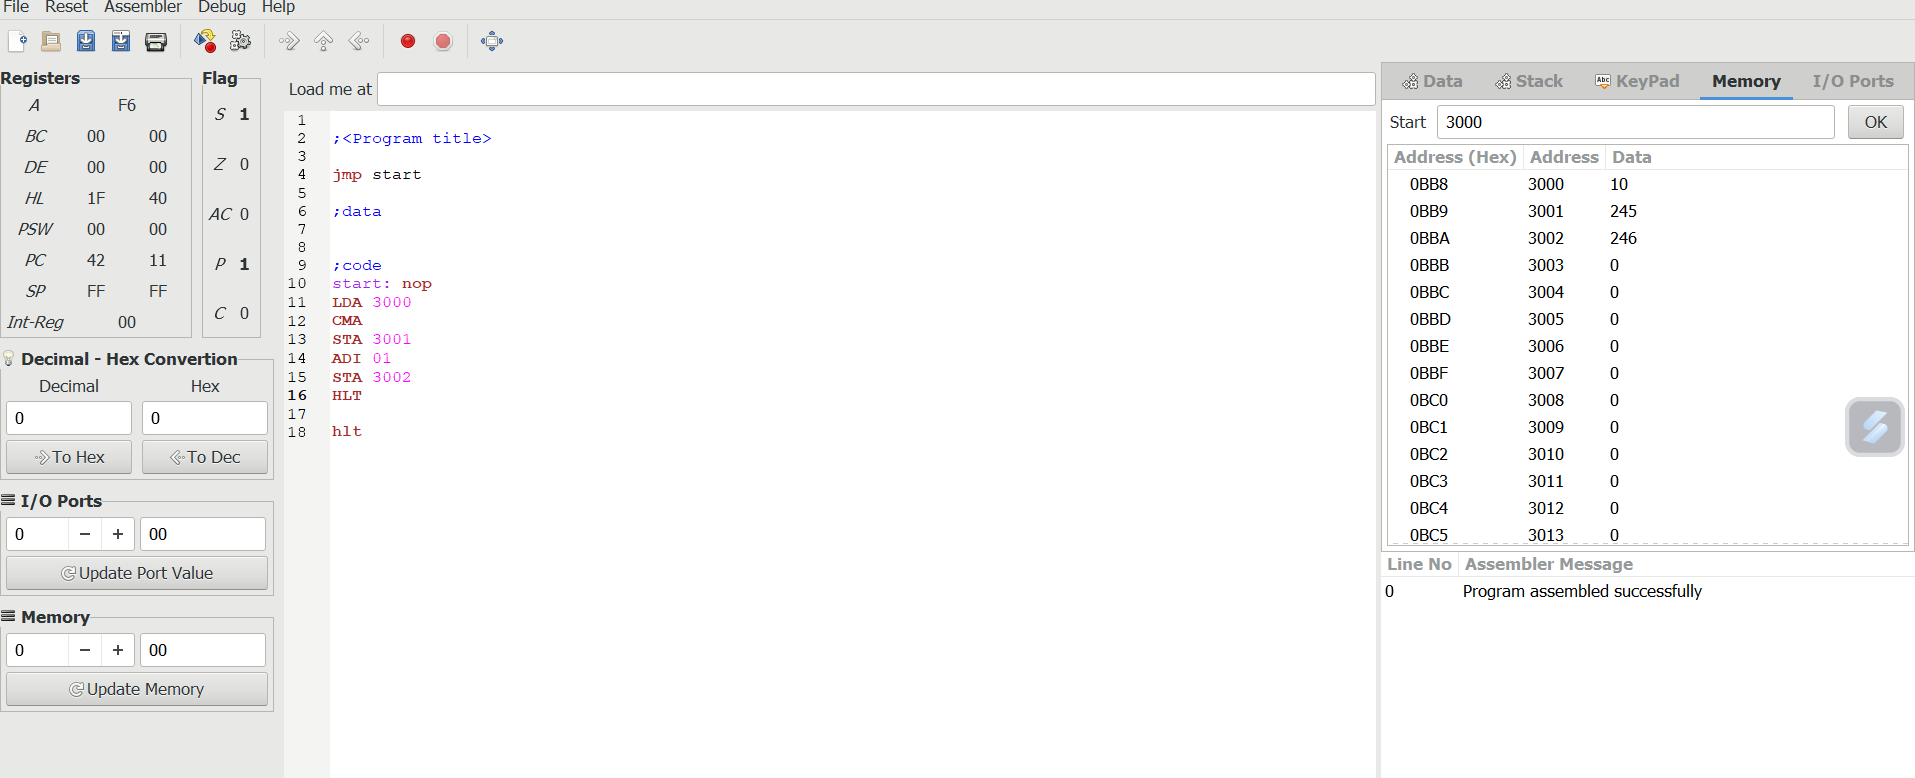 File Reset Assembler Debug Help
Registers
A F6
BC 00 00
DE 00 00
HL 1F 40
PSW 00 00
PC 42 11
SP FF FF
Int-Reg 00
Flag
S 1
Z 0
AC 0
P 1
C 0
Decimal - Hex Convertion
Decimal Hex
0 0
To Hex To Dec
I/O Ports
0 − + 00
Update Port Value
Memory
0 − + 00
Update Memory
Load me at
1
2 ;<Program title>
3
4 jmp start
5
6 ;data
7
8
9 ;code
10 start: nop
11 LDA 3000
12 CMA
13 STA 3001
14 ADI 01
15 STA 3002
16 HLT
17
18 hlt
Data Stack Abc KeyPad Memory I/O Ports
Start 3000 OK
Address (Hex) Address Data
0BB8 3000 10
0BB9 3001 245
0BBA 3002 246
0BBB 3003 0
0BBC 3004 0
0BBD 3005 0
0BBE 3006 0
0BBF 3007 0
0BC0 3008 0
0BC1 3009 0
0BC2 3010 0
0BC3 3011 0
0BC4 3012 0
0BC5 3013 0
Line No Assembler Message
0 Program assembled successfully